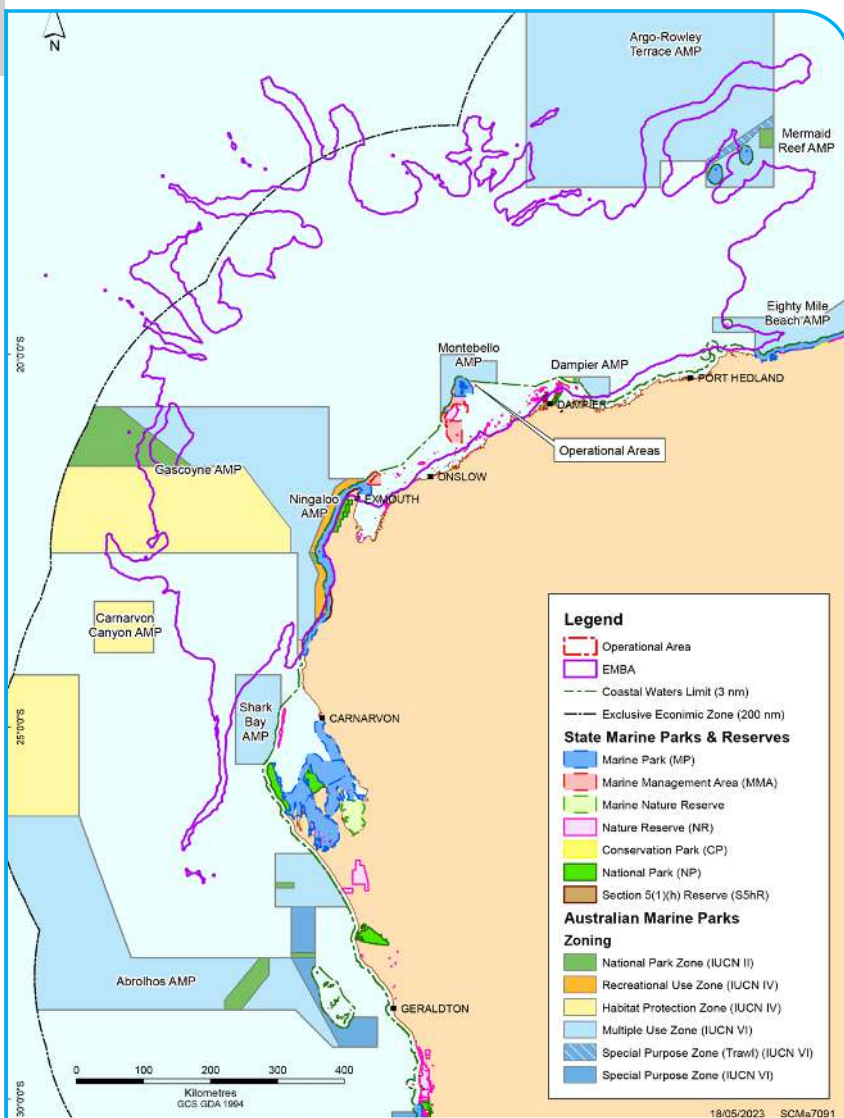 N
Argo-Rowley
Terrace AMP
Mermaid
Reef AMP
Eighty Mile
Beach AMP
20°0'0"S
Montebello
AMP
Dampier AMP
PORT HEDLAND
DAMPIER
Operational Areas
Gascoyne AMP
ONSLOW
Ningaloo
AMP
EXMOUTH
Carnarvon
Canyon AMP
25°0'0"S
Shark
Bay
AMP
CARNARVON
Abrolhos AMP
GERALDTON
30°0'0"S
0 100 200 300 400
Kilometres
GCS GDA 1994
Legend
Operational Area
EMBA
Coastal Waters Limit (3 nm)
Exclusive Econimic Zone (200 nm)
State Marine Parks & Reserves
Marine Park (MP)
Marine Management Area (MMA)
Marine Nature Reserve
Nature Reserve (NR)
Conservation Park (CP)
National Park (NP)
Section 5(1)(h) Reserve (S5hR)
Australian Marine Parks
Zoning
National Park Zone (IUCN II)
Recreational Use Zone (IUCN IV)
Habitat Protection Zone (IUCN IV)
Multiple Use Zone (IUCN VI)
Special Purpose Zone (Trawl) (IUCN VI)
Special Purpose Zone (IUCN VI)
18/05/2023 SCMa7091